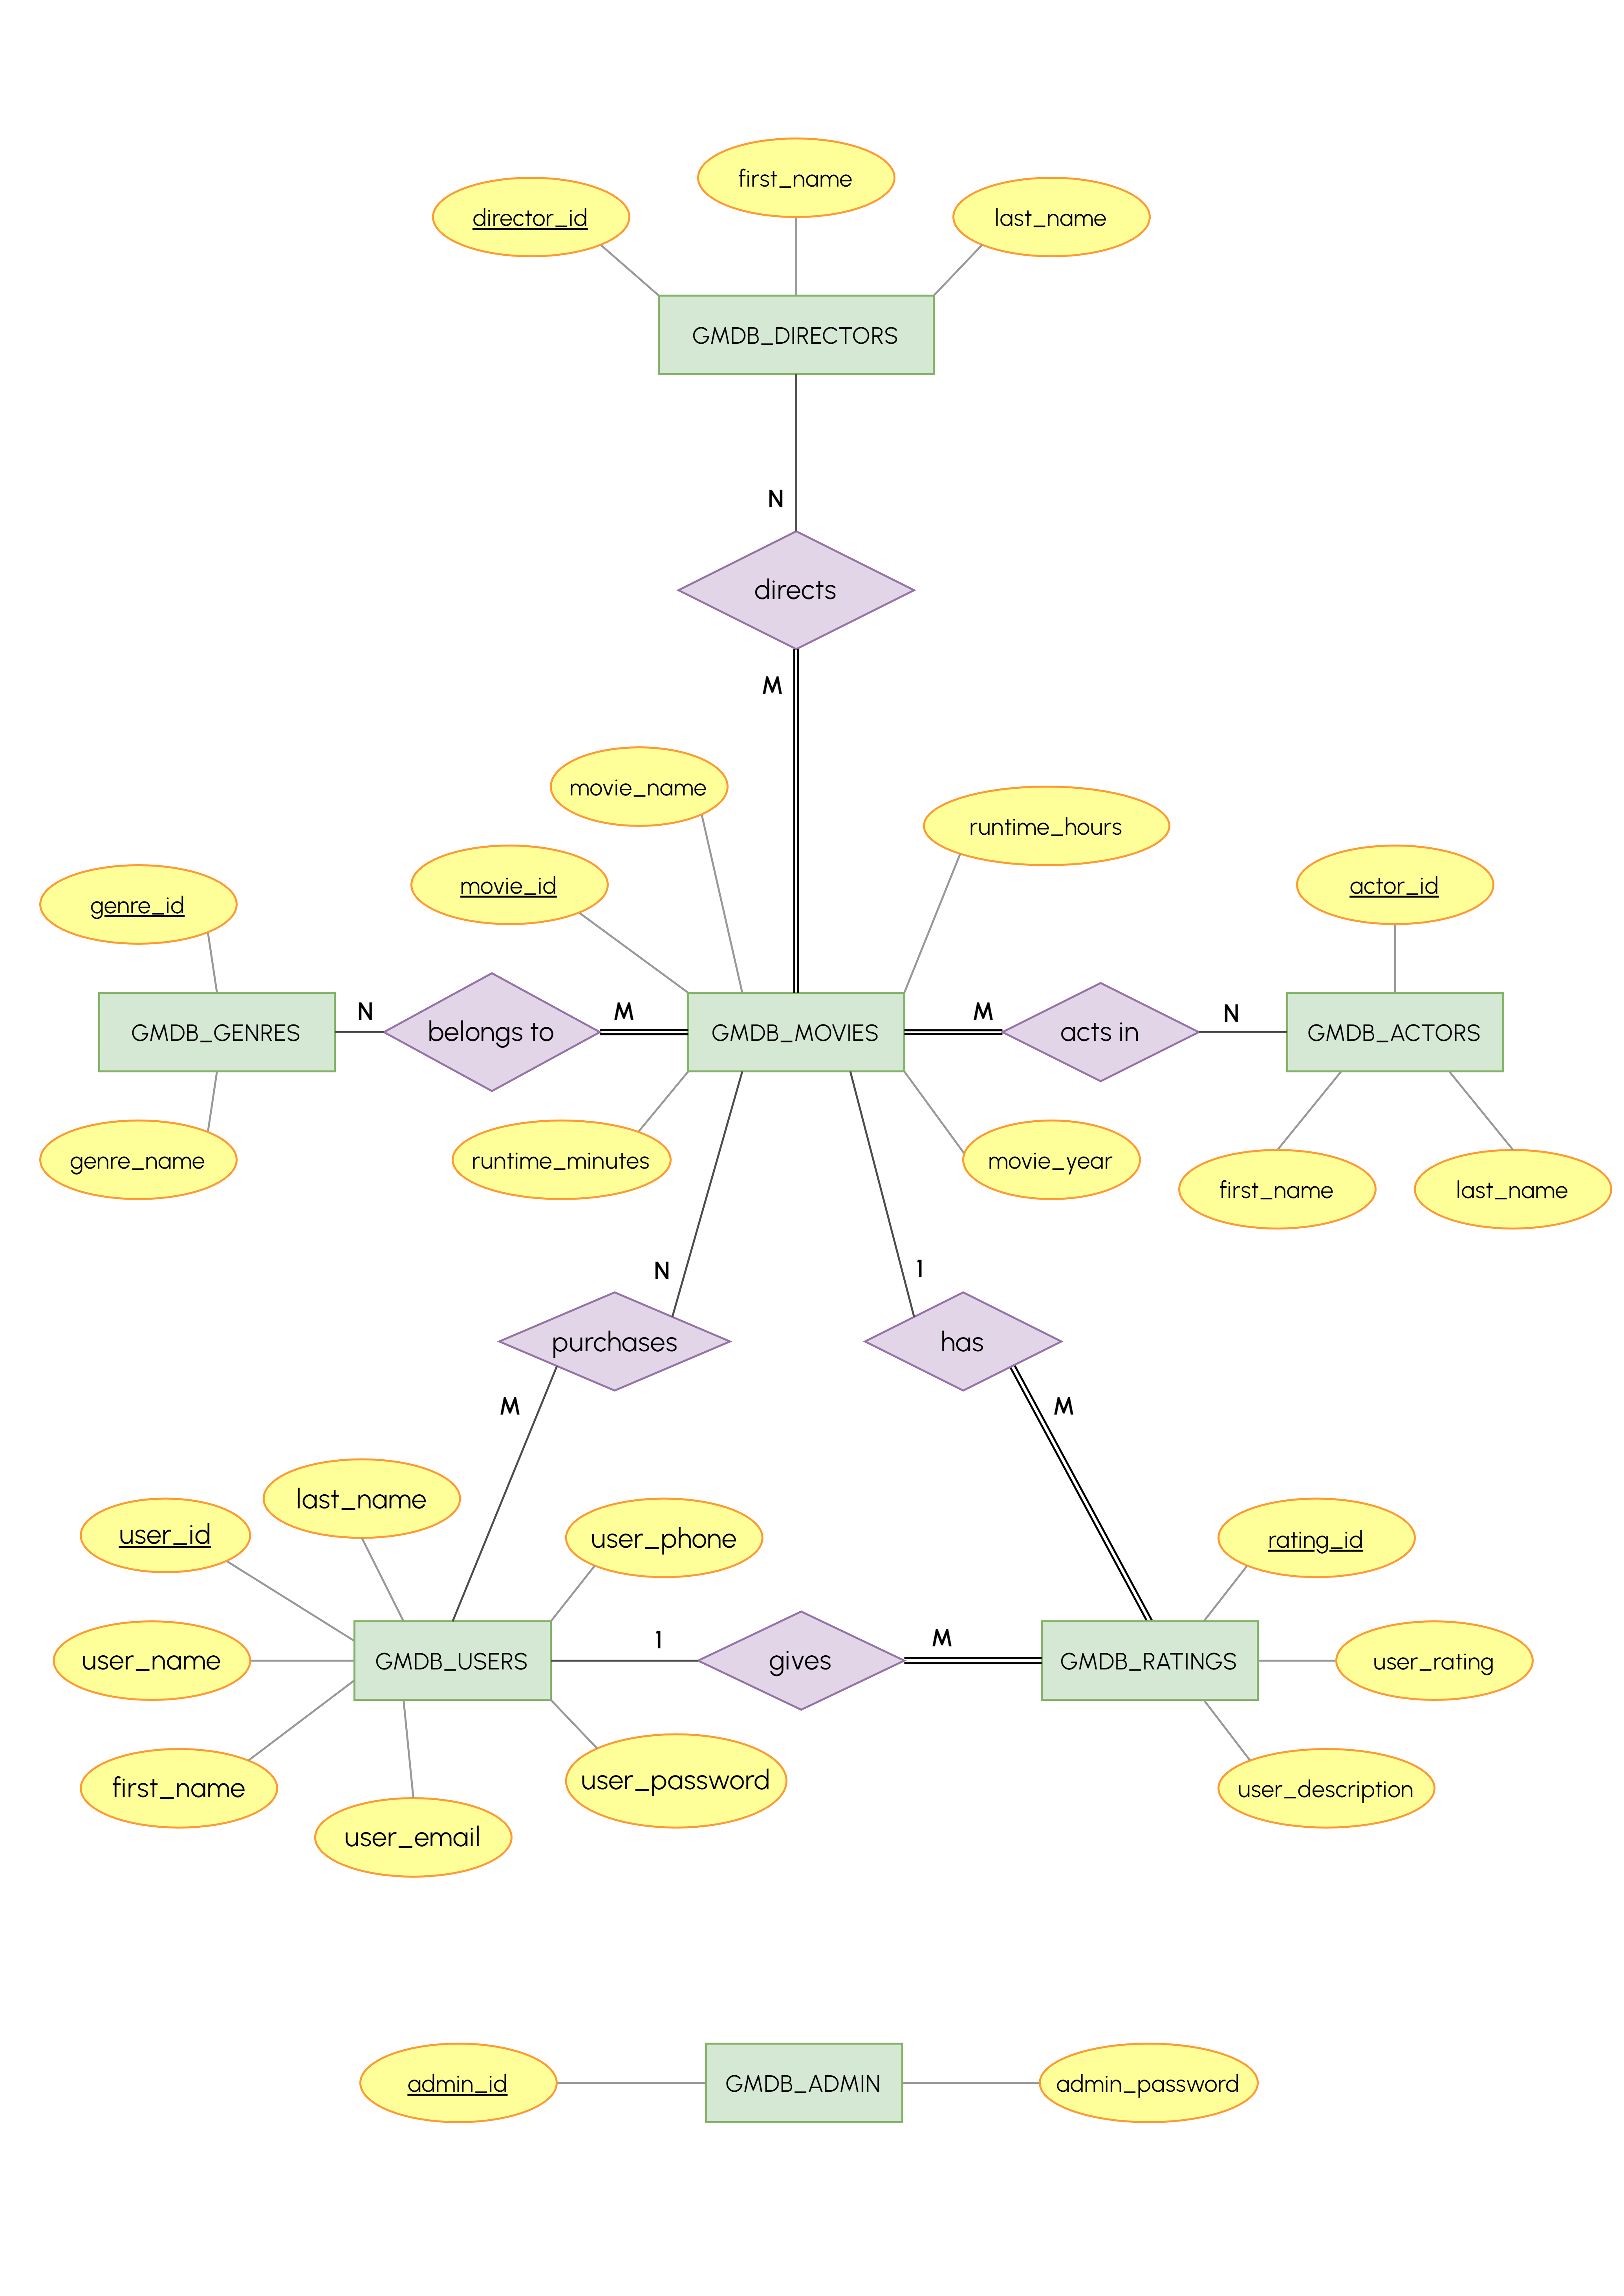 first_name
director_id
last_name
GMDB_DIRECTORS
N
directs
M
movie_name
runtime_hours
movie_id
actor_id
genre_id
GMDB_GENRES
N
belongs to
M
GMDB_MOVIES
M
acts in
N
GMDB_ACTORS
genre_name
runtime_minutes
movie_year
first_name
last_name
N
1
purchases
has
M
M
last_name
user_id
user_phone
rating_id
user_name
GMDB_USERS
1
gives
M
GMDB_RATINGS
user_rating
first_name
user_password
user_description
user_email
admin_id
GMDB_ADMIN
admin_password